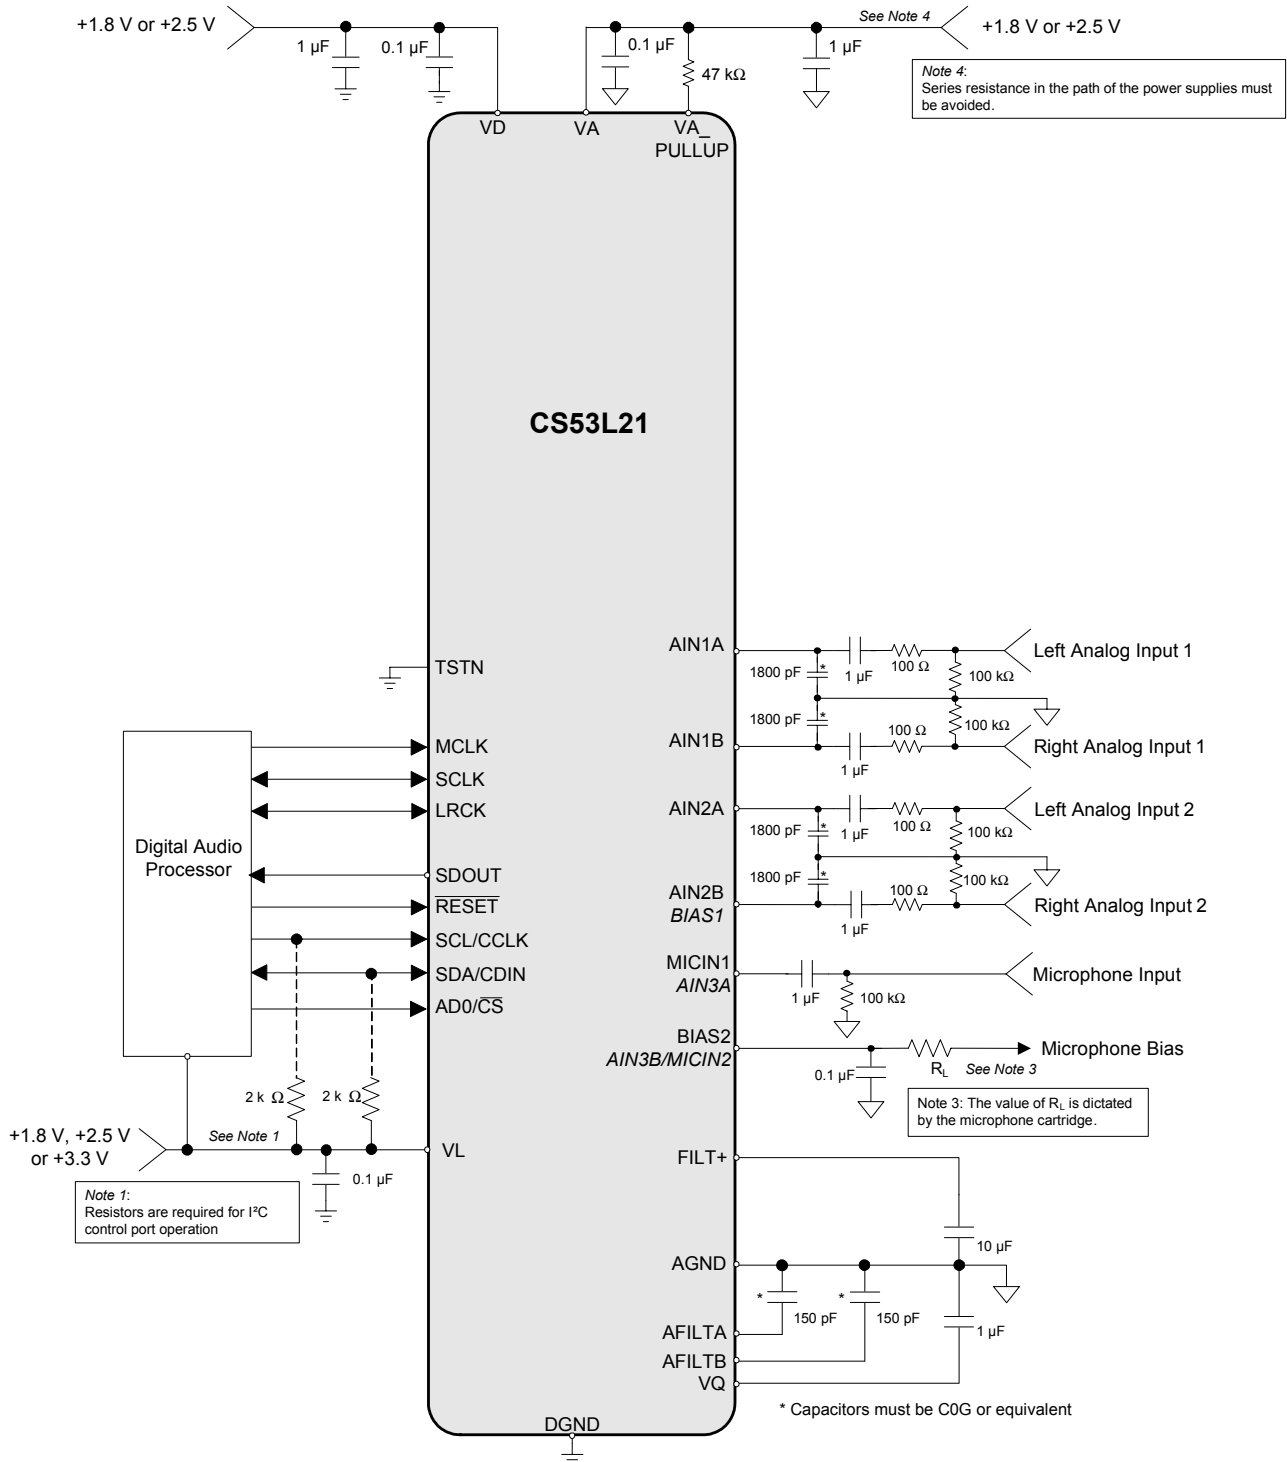 +1.8 V or +2.5 V
1 µF
0.1 µF
0.1 µF
See Note 4
1 µF
+1.8 V or +2.5 V
47 kΩ
Note 4:
Series resistance in the path of the power supplies must
be avoided.
VD
VA
VA_
PULLUP
CS53L21
TSTN
MCLK
SCLK
LRCK
Digital Audio
Processor
SDOUT
RESET
SCL/CCLK
SDA/CDIN
AD0/CS
2 k Ω
2 k Ω
+1.8 V, +2.5 V
or +3.3 V
See Note 1
VL
0.1 µF
Note 1:
Resistors are required for I²C
control port operation
AIN1A
1800 pF
*
1 µF
100 Ω
100 kΩ
Left Analog Input 1
1800 pF
*
100 Ω
100 kΩ
AIN1B
1 µF
Right Analog Input 1
AIN2A
1800 pF
*
1 µF
100 Ω
100 kΩ
Left Analog Input 2
1800 pF
*
100 Ω
100 kΩ
AIN2B
BIAS1
1 µF
Right Analog Input 2
MICIN1
AIN3A
1 µF
100 kΩ
Microphone Input
BIAS2
AIN3B/MICIN2
0.1 µF
RL
See Note 3
Microphone Bias
Note 3: The value of RL is dictated
by the microphone cartridge.
FILT+
10 µF
AGND
*
150 pF
*
150 pF
1 µF
AFILTA
AFILTB
VQ
* Capacitors must be C0G or equivalent
DGND